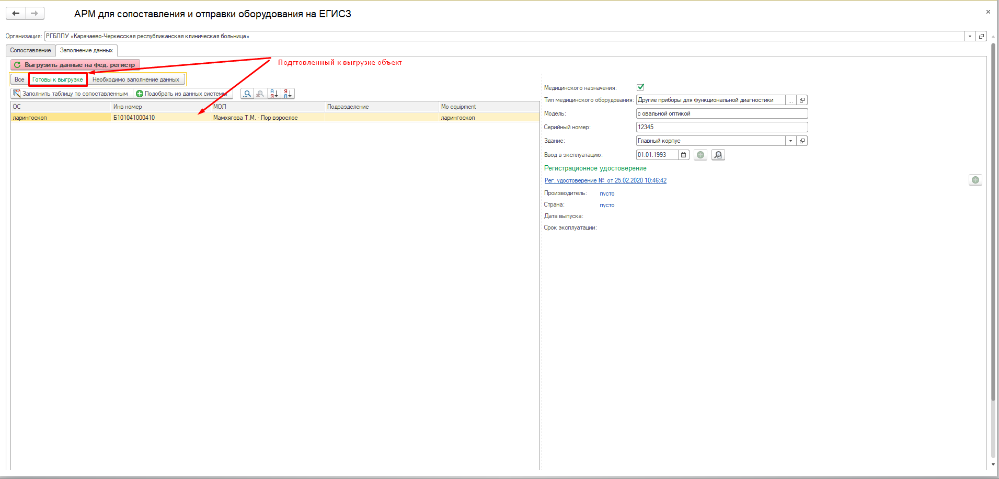 АРМ для сопоставления и отправки оборудования на ЕГИСЗ
Организация: РГБЛПУ «Карачаево-Черкесская республиканская клиническая больница»
Сопоставление Заполнение данных
Выгрузить данные на фед. регистр
Подгтовленный к выгрузке объект
Все Готовы к выгрузке Необходимо заполнение данных
Заполнить таблицу по сопоставленным Подобрать из данных системы
ОС Инв номер МОЛ Подразделение Mo equipment
ларингоскоп Б101041000410 Мамхягова Т.М. - Лор взрослое ларингоскоп
Медицинского назначения:
Тип медицинского оборудования: Другие приборы для функциональной диагностики ...
Модель: с овальной оптикой
Серийный номер: 12345
Здание: Главный корпус
Ввод в эксплуатацию: 01.01.1993
Регистрационное удостоверение
Рег. удостоверение № от 25.02.2020 10:46:42
Производитель: пусто
Страна: пусто
Дата выпуска:
Срок эксплуатации: